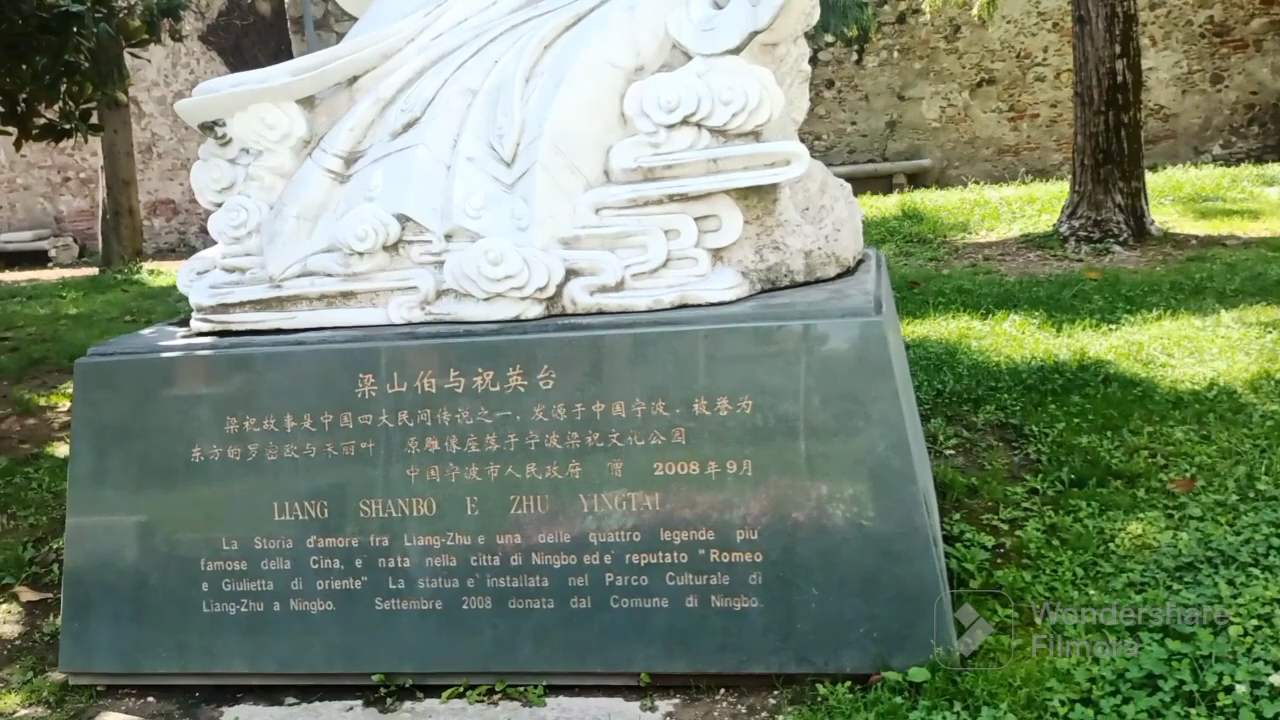 梁山伯与祝英台
梁祝故事是中国四大民间传说之一，发源于中国宁波，被誉为
东方的罗密欧与朱丽叶 原雕像座落于宁波梁祝文化公园
中国宁波市人民政府 赠 2008年9月
LIANG SHANBO E ZHU YINGTAI
La Storia d'amore fra Liang-Zhu e una delle quattro legende piu'
famose della Cina, e' nata nella citta' di Ningbo ed e' reputato "Romeo
e Giulietta di oriente" La statua e' installata nel Parco Culturale di
Liang-Zhu a Ningbo. Settembre 2008 donata dal Comune di Ningbo.
Wondershare
Filmora